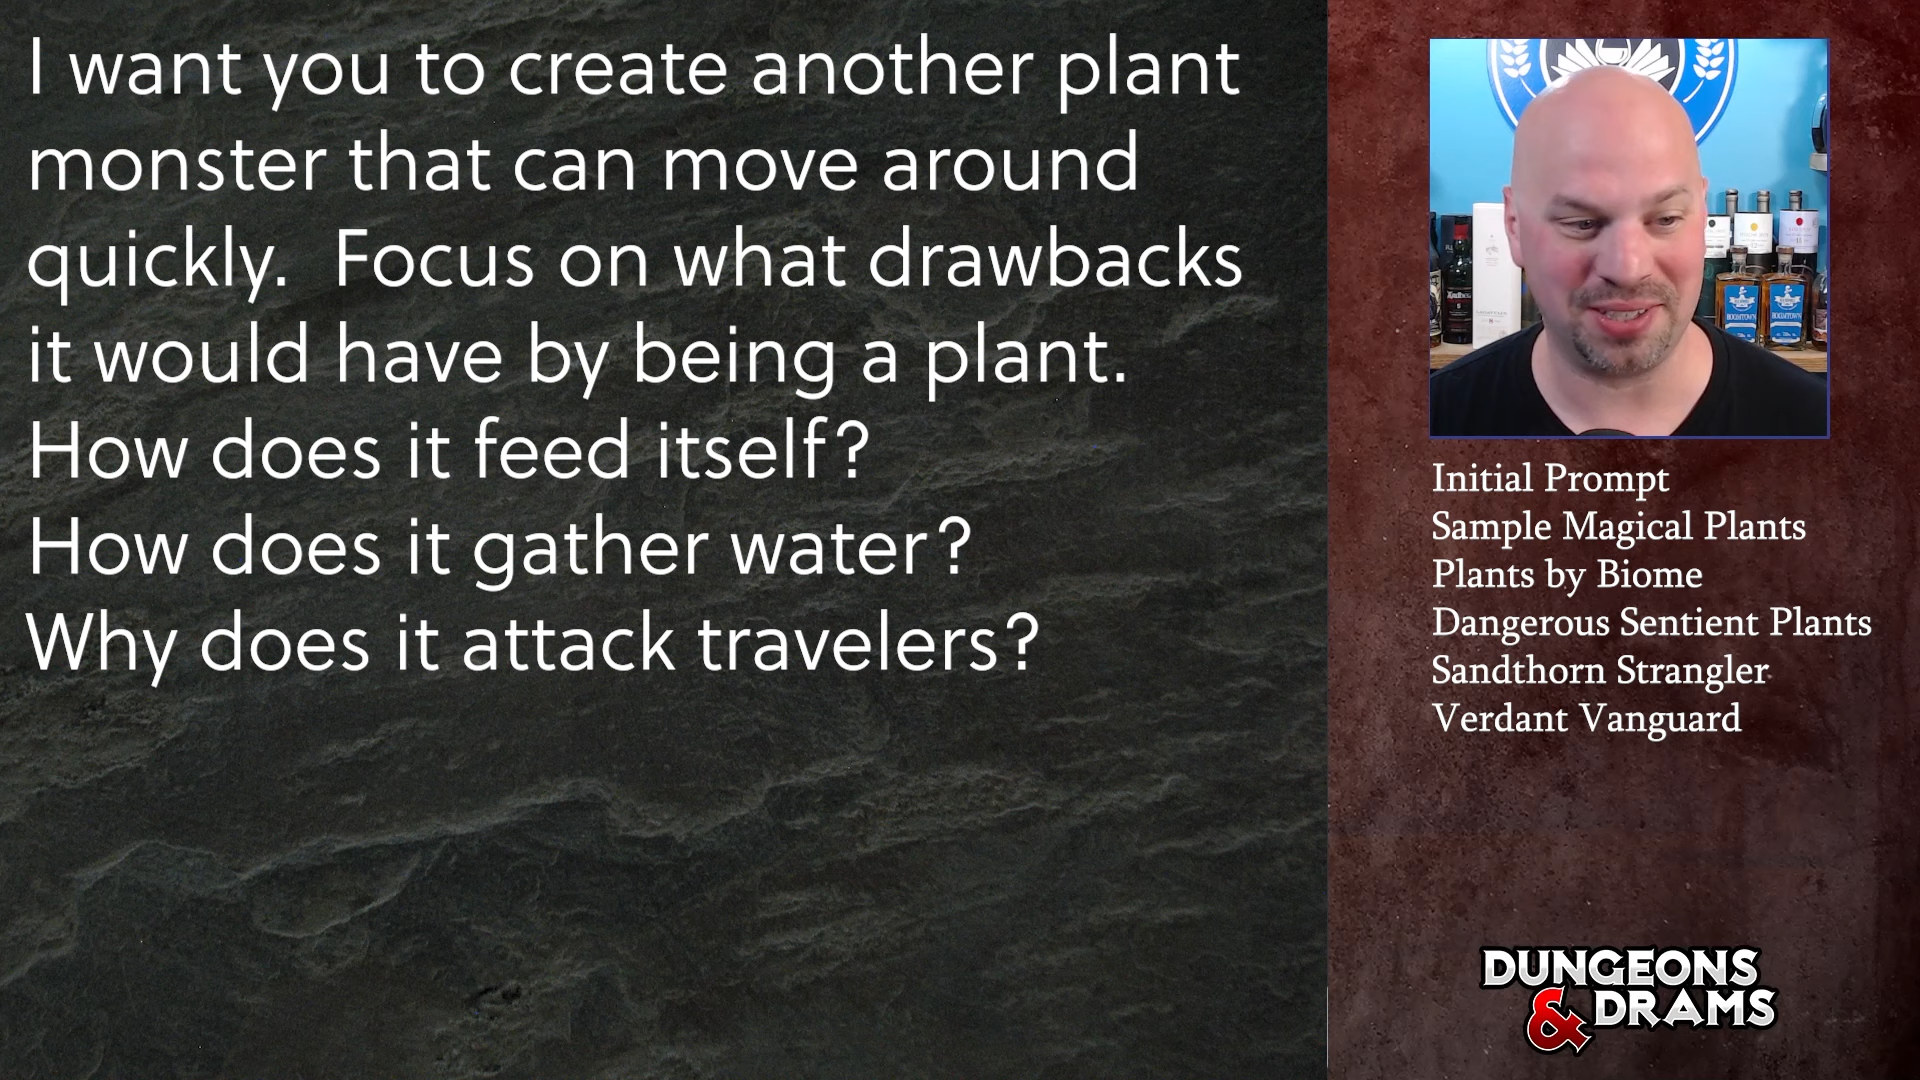 I want you to create another plant
monster that can move around
quickly.  Focus on what drawbacks
it would have by being a plant.
How does it feed itself?
How does it gather water?
Why does it attack travelers?
BOOMTOWN
BOOMTOWN
Initial Prompt
Sample Magical Plants
Plants by Biome
Dangerous Sentient Plants
Sandthorn Strangler
Verdant Vanguard
DUNGEONS
& DRAMS